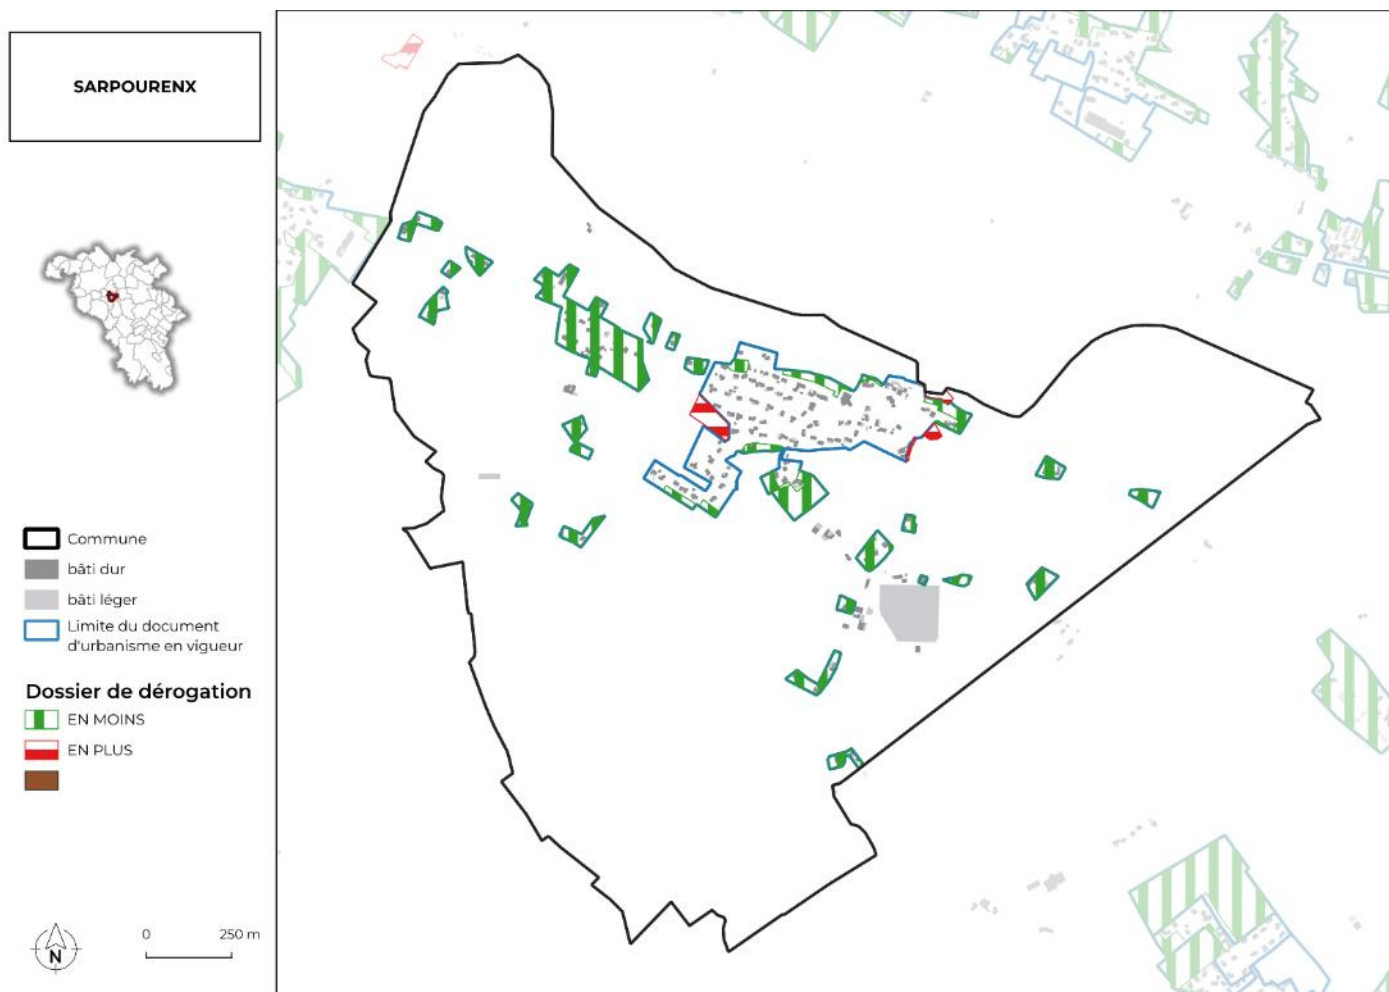 SARPOURENX
Commune
bâti dur
bâti léger
Limite du document
d'urbanisme en vigueur
Dossier de dérogation
EN MOINS
EN PLUS
N
0 250 m